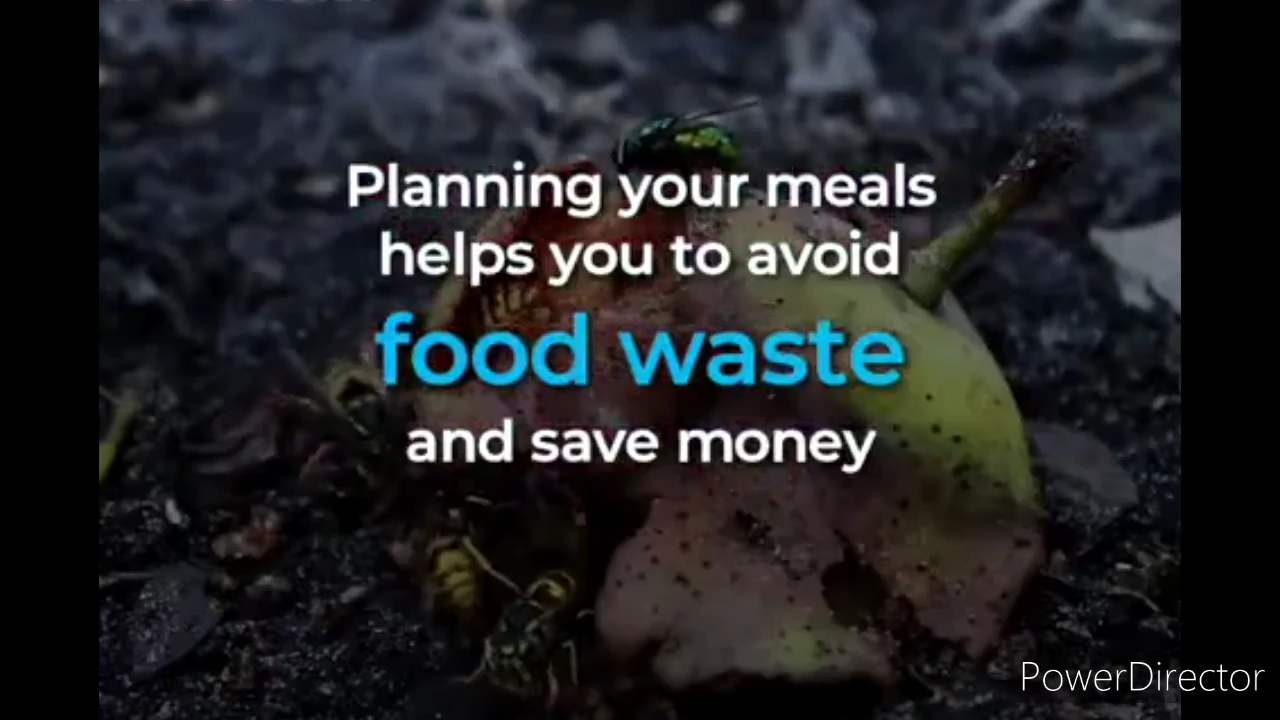 Planning your meals
helps you to avoid
food waste
and save money
PowerDirector